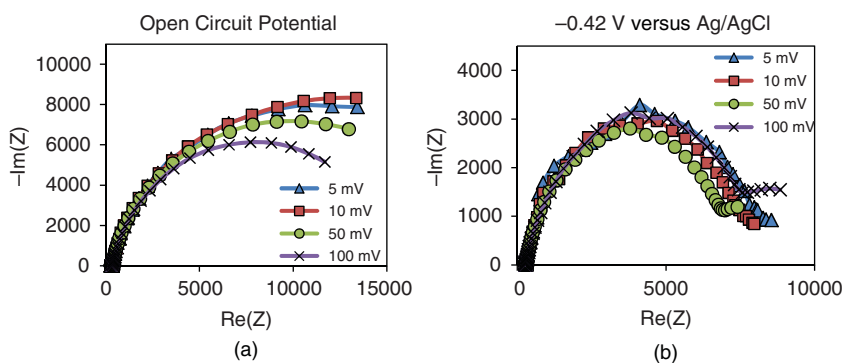 Open Circuit Potential
–Im(Z)
10000
8000
6000
4000
2000
0
0 5000 10000 15000
Re(Z)
5 mV
10 mV
50 mV
100 mV
(a)
–0.42 V versus Ag/AgCl
–Im(Z)
4000
3000
2000
1000
0
0 5000 10000
Re(Z)
5 mV
10 mV
50 mV
100 mV
(b)